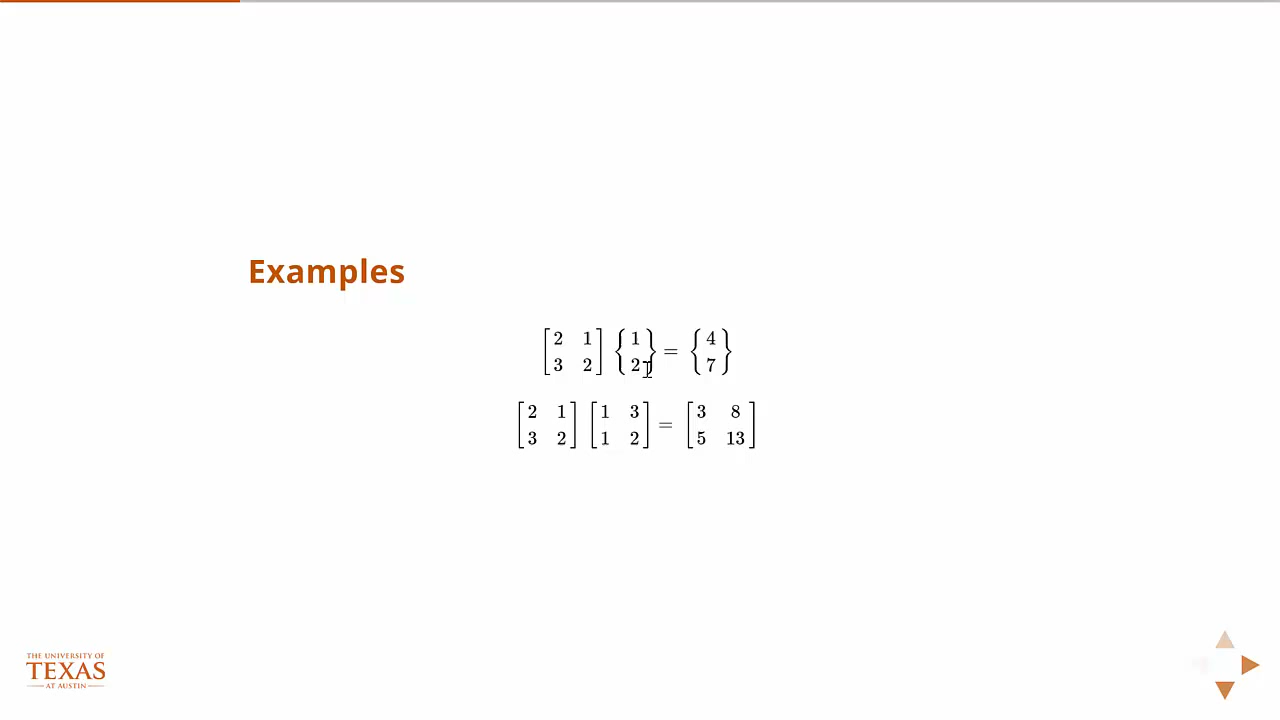 Examples
[2 1
3 2] {1
2} = {4
7}
[2 1
3 2] [1 3
1 2] = [3 8
5 13]
THE UNIVERSITY OF
TEXAS
AT AUSTIN